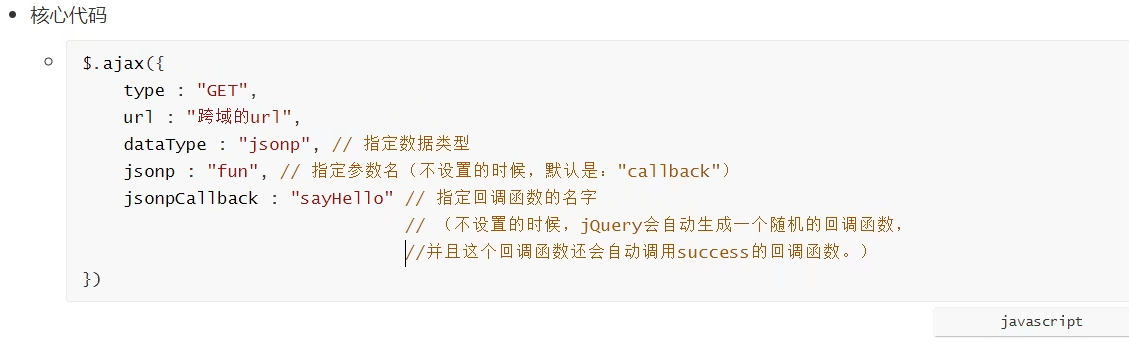 核心代码
$.ajax({
type : "GET",
url : "跨域的url",
dataType : "jsonp", // 指定数据类型
jsonp : "fun", // 指定参数名（不设置的时候，默认是："callback"）
jsonpCallback : "sayHello" // 指定回调函数的名字
// （不设置的时候，jQuery会自动生成一个随机的回调函数，
//并且这个回调函数还会自动调用success的回调函数。）
})
javascript